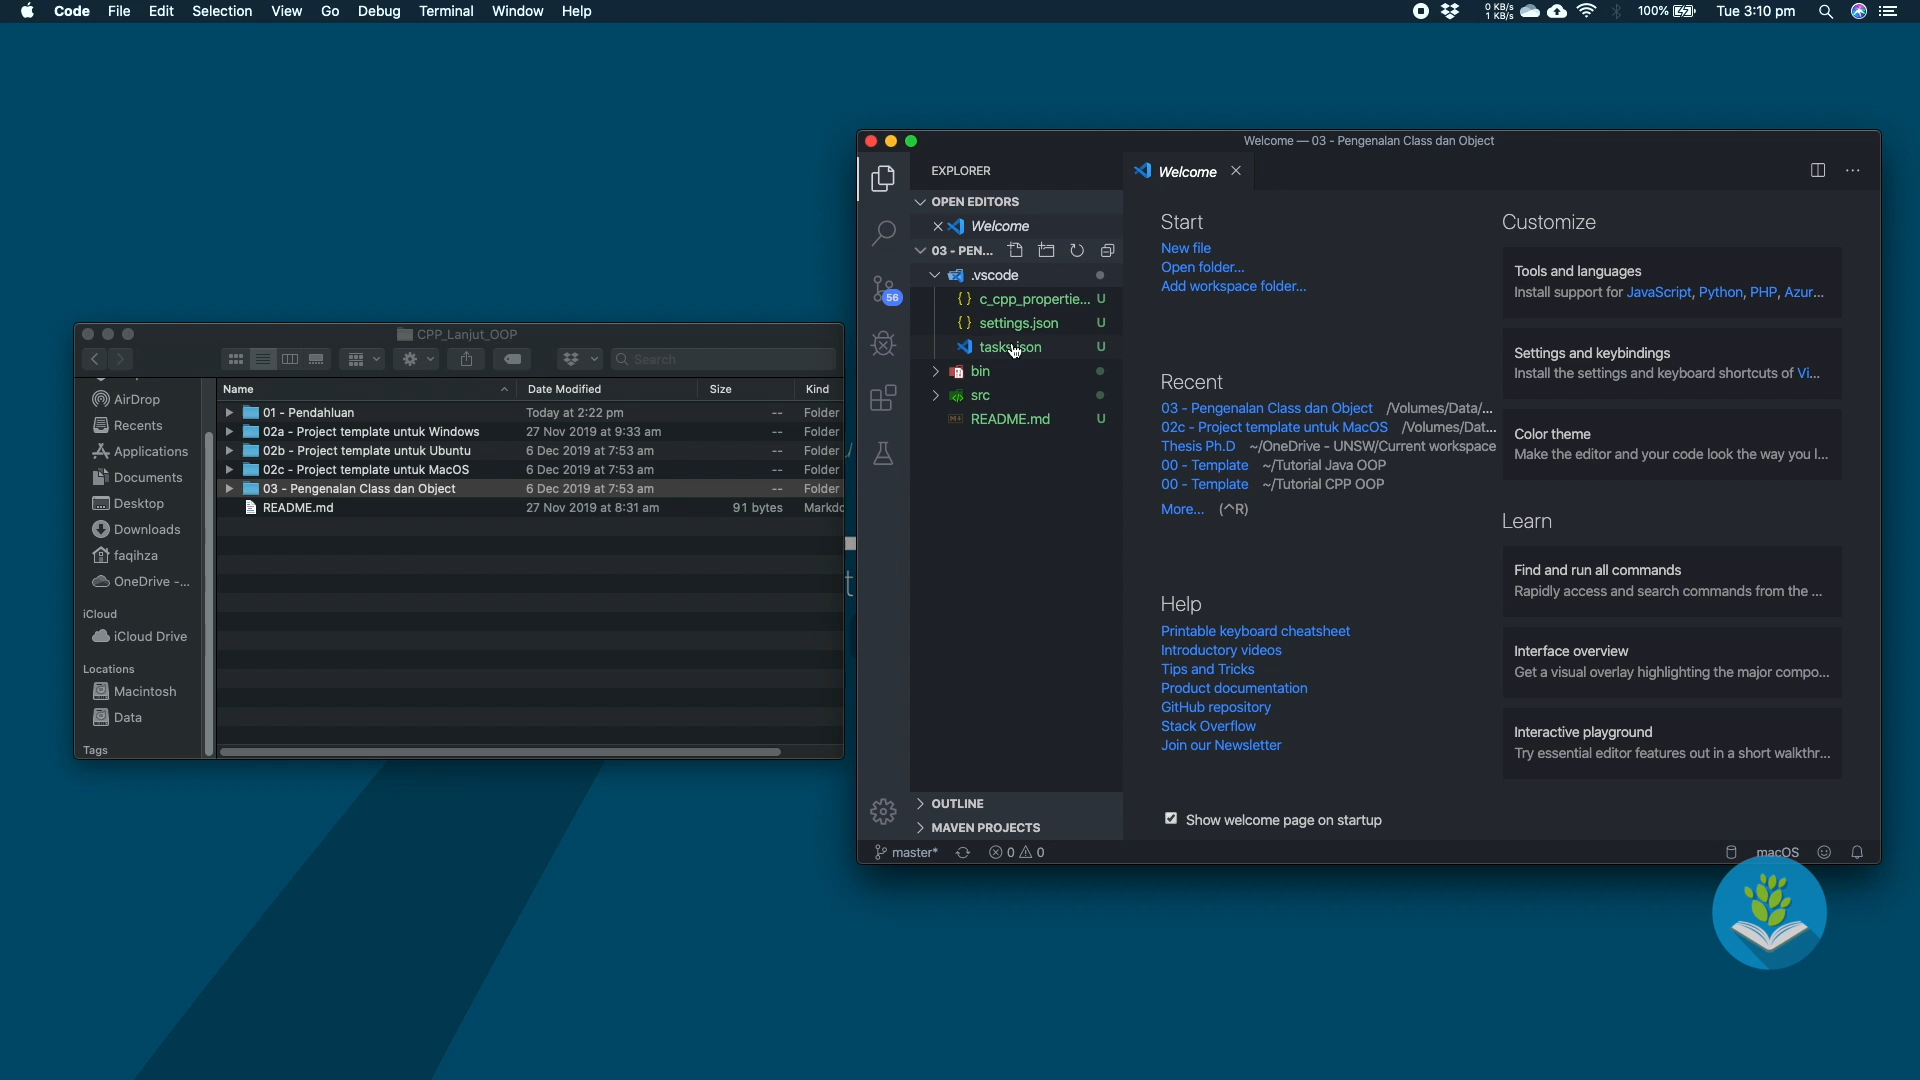 Code File Edit Selection View Go Debug Terminal Window Help
0 KB/s
1 KB/s
100%
Tue 3:10 pm
CPP_Lanjut_OOP
Search
AirDrop
Recents
Applications
Documents
Desktop
Downloads
faqihza
OneDrive -...
iCloud
iCloud Drive
Locations
Macintosh
Data
Tags
Name Date Modified Size Kind
01 - Pendahluan Today at 2:22 pm -- Folder
02a - Project template untuk Windows 27 Nov 2019 at 9:33 am -- Folder
02b - Project template untuk Ubuntu 6 Dec 2019 at 7:53 am -- Folder
02c - Project template untuk MacOS 6 Dec 2019 at 7:53 am -- Folder
03 - Pengenalan Class dan Object 6 Dec 2019 at 7:53 am -- Folder
README.md 27 Nov 2019 at 8:31 am 91 bytes Markdo
Welcome — 03 - Pengenalan Class dan Object
EXPLORER
OPEN EDITORS
Welcome
03 - PEN...
.vscode
c_cpp_propertie... U
settings.json U
tasks.json U
bin
src
README.md U
56
OUTLINE
MAVEN PROJECTS
Welcome
Start
New file
Open folder...
Add workspace folder...
Recent
03 - Pengenalan Class dan Object /Volumes/Data/...
02c - Project template untuk MacOS /Volumes/Dat...
Thesis Ph.D ~/OneDrive - UNSW/Current workspace
00 - Template ~/Tutorial Java OOP
00 - Template ~/Tutorial CPP OOP
More... (^R)
Help
Printable keyboard cheatsheet
Introductory videos
Tips and Tricks
Product documentation
GitHub repository
Stack Overflow
Join our Newsletter
Show welcome page on startup
Customize
Tools and languages
Install support for JavaScript, Python, PHP, Azur...
Settings and keybindings
Install the settings and keyboard shortcuts of Vi...
Color theme
Make the editor and your code look the way you l...
Learn
Find and run all commands
Rapidly access and search commands from the ...
Interface overview
Get a visual overlay highlighting the major compo...
Interactive playground
Try essential editor features out in a short walkthr...
master* 0 0 macOS